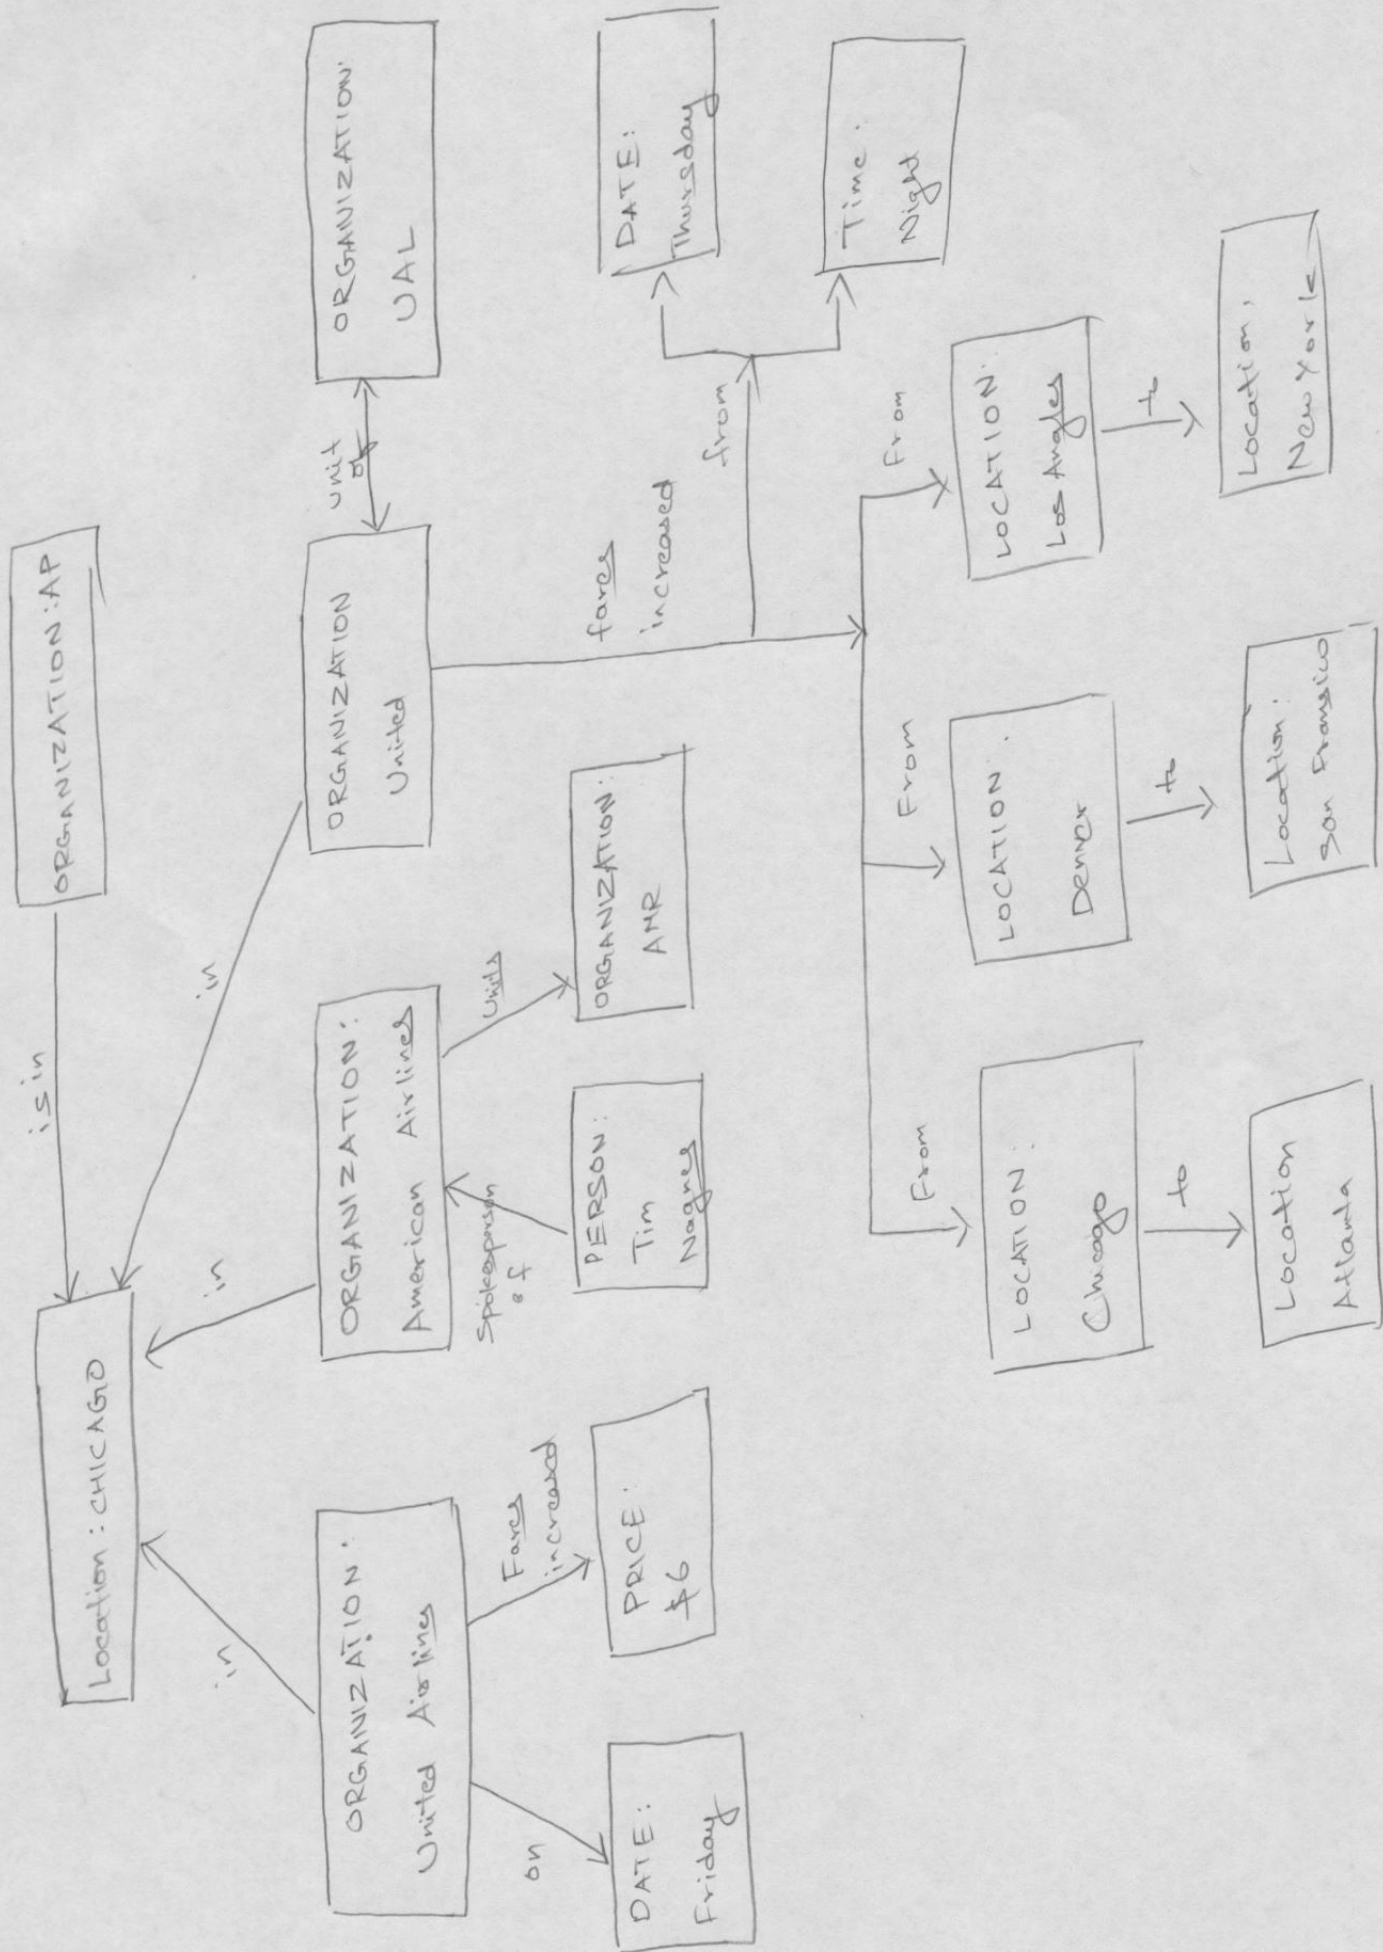 Location : CHICAGO
is in
ORGANIZATION : AP
in
in
in
ORGANIZATION :
United Airlines
ORGANIZATION :
American Airlines
ORGANIZATION
United
unit
of
ORGANIZATION:
UAL
on
Fares
increased
Spokesperson
of
Units
fares
increased
from
DATE :
Friday
PRICE :
$6
PERSON :
Tim
Nagnes
ORGANIZATION:
AMR
DATE :
Thursday
Time :
Night
From
From
From
LOCATION :
Chicago
LOCATION :
Denver
LOCATION:
Los Angles
to
to
to
Location
Atlanta
Location :
San Fransico
Location,
New York